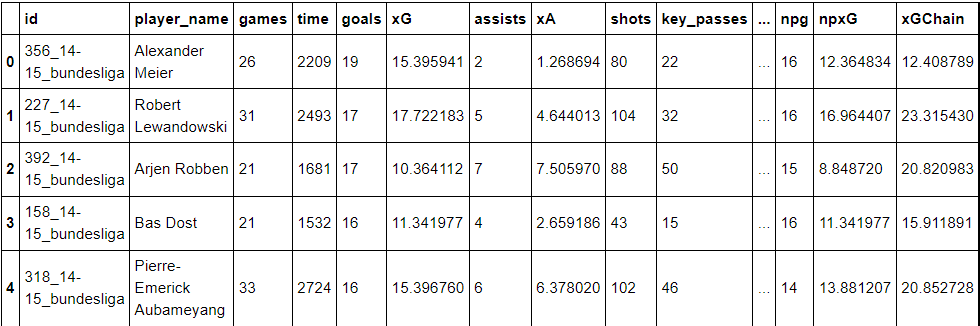 id player_name games time goals xG assists xA shots key_passes ... npg npxG xGChain
0 356_14-15_bundesliga Alexander Meier 26 2209 19 15.395941 2 1.268694 80 22 ... 16 12.364834 12.408789
1 227_14-15_bundesliga Robert Lewandowski 31 2493 17 17.722183 5 4.644013 104 32 ... 16 16.964407 23.315430
2 392_14-15_bundesliga Arjen Robben 21 1681 17 10.364112 7 7.505970 88 50 ... 15 8.848720 20.820983
3 158_14-15_bundesliga Bas Dost 21 1532 16 11.341977 4 2.659186 43 15 ... 16 11.341977 15.911891
4 318_14-15_bundesliga Pierre-Emerick Aubameyang 33 2724 16 15.396760 6 6.378020 102 46 ... 14 13.881207 20.852728